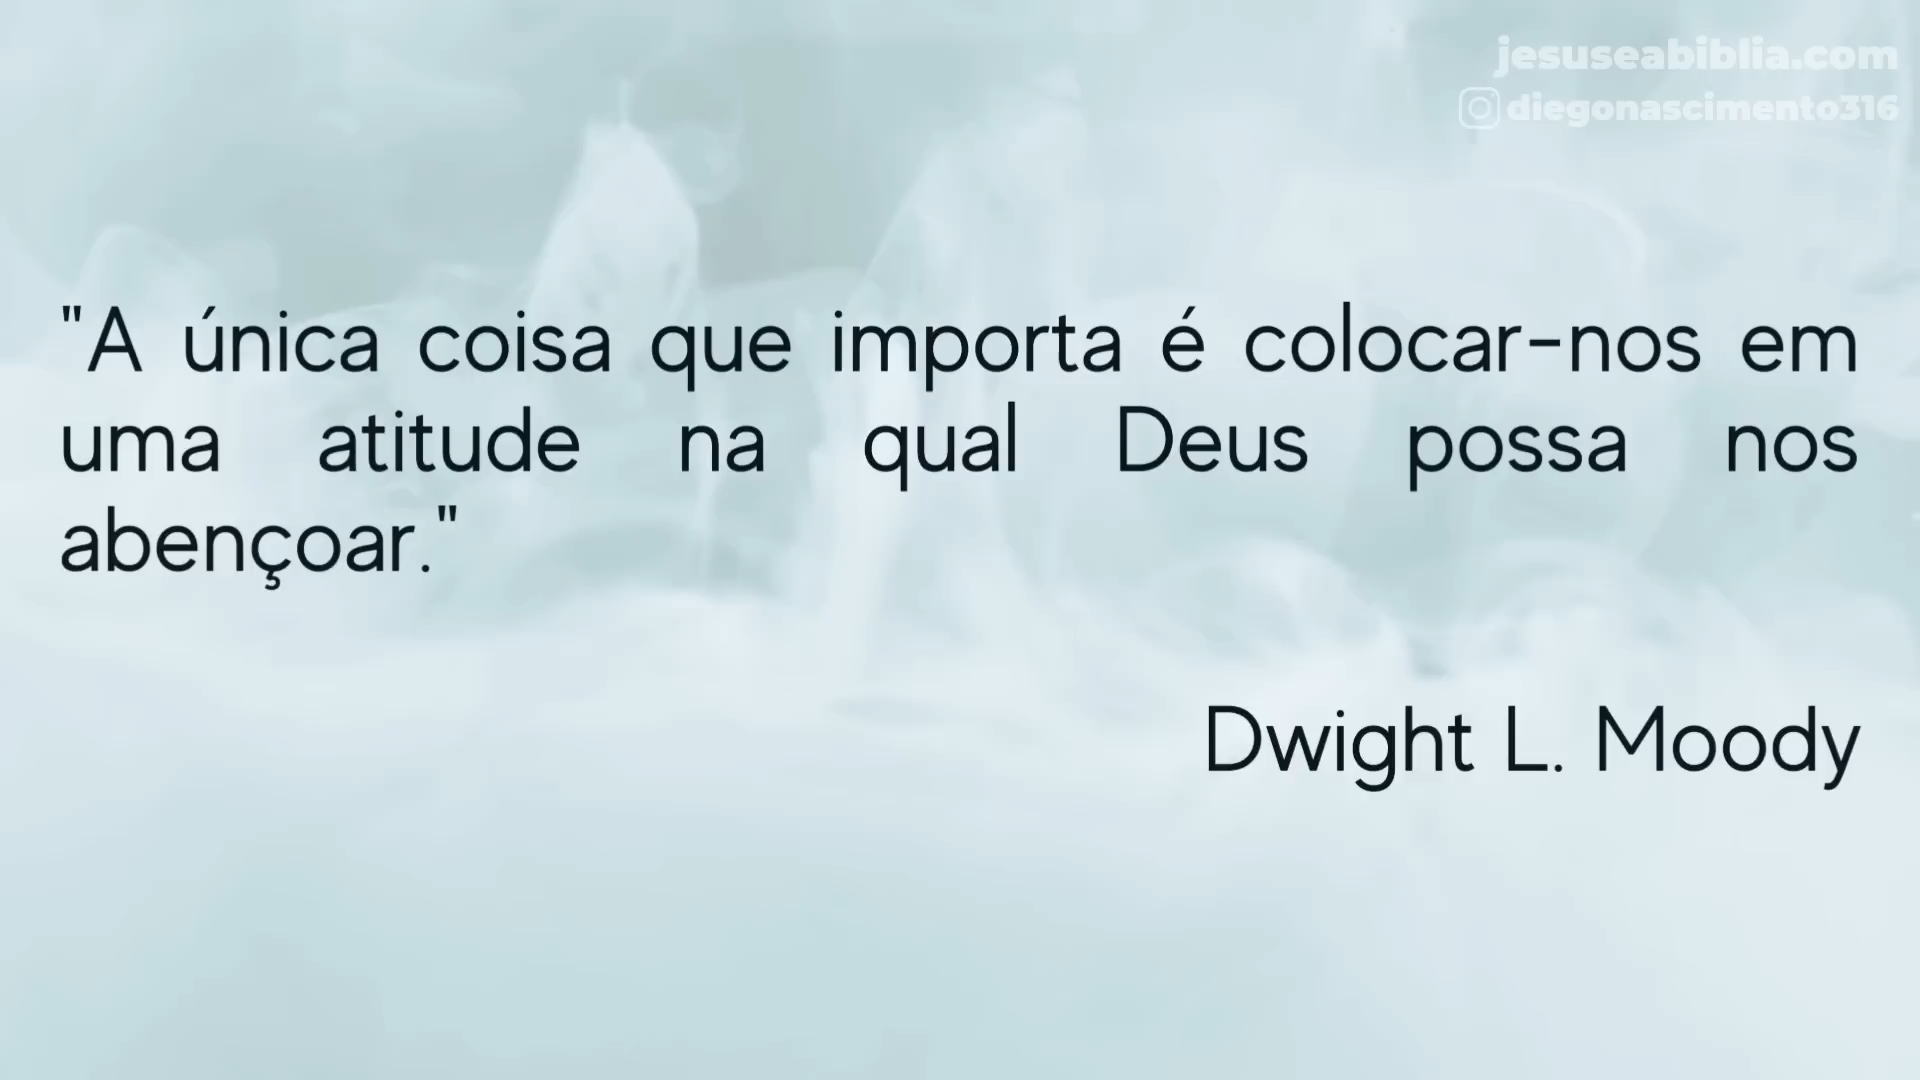 jesuseabiblia.com
diegonascimento316
"A única coisa que importa é colocar-nos em
uma atitude na qual Deus possa nos
abençoar."
Dwight L. Moody